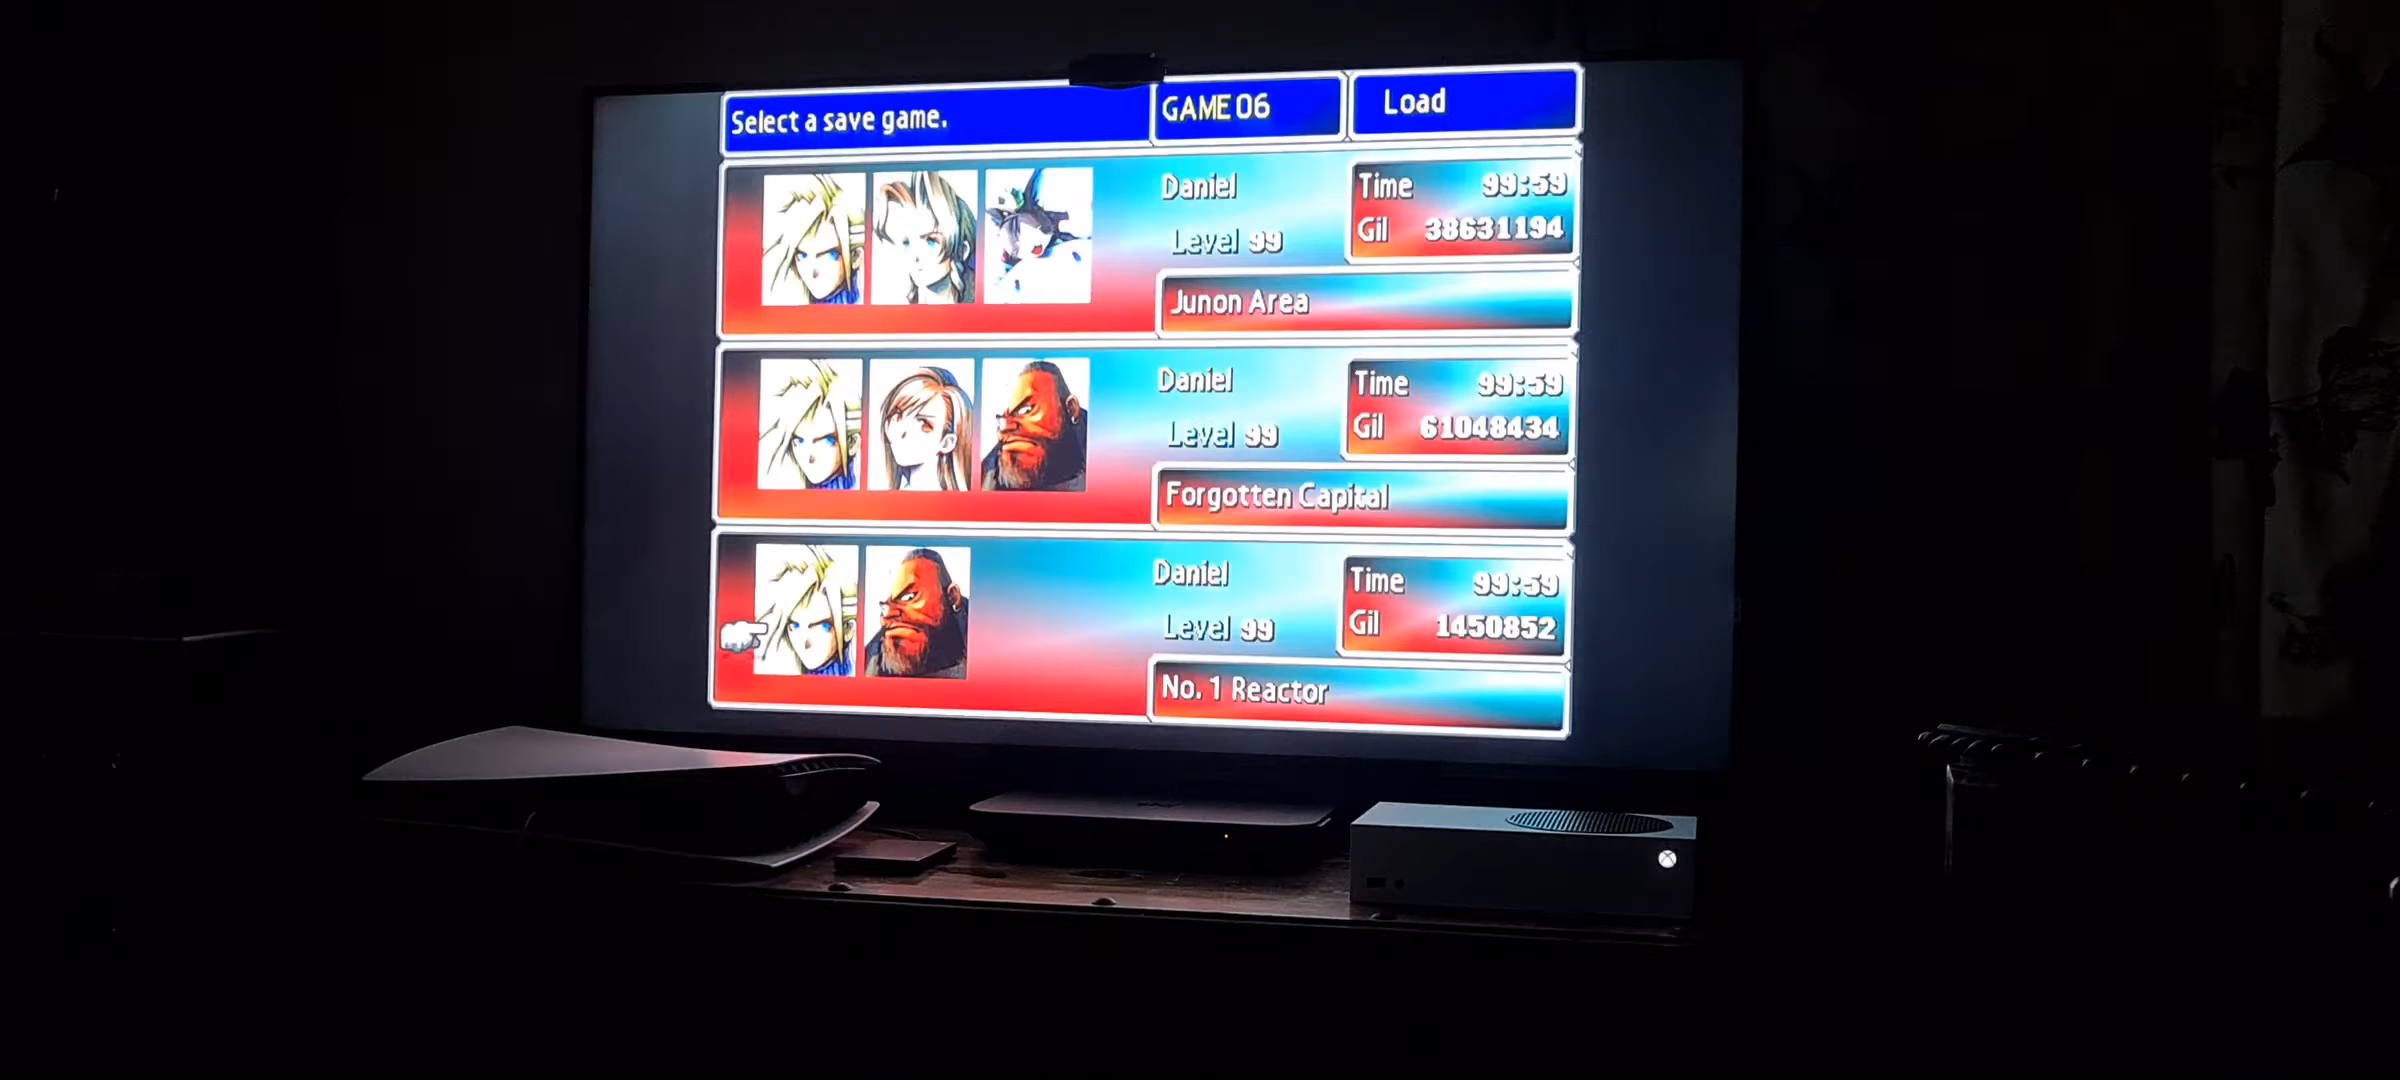 Select a save game.
GAME 06
Load
Daniel
Level 99
Time 99:59
Gil 38631194
Junon Area
Daniel
Level 99
Time 99:59
Gil 61048434
Forgotten Capital
Daniel
Level 99
Time 99:59
Gil 1450852
No. 1 Reactor